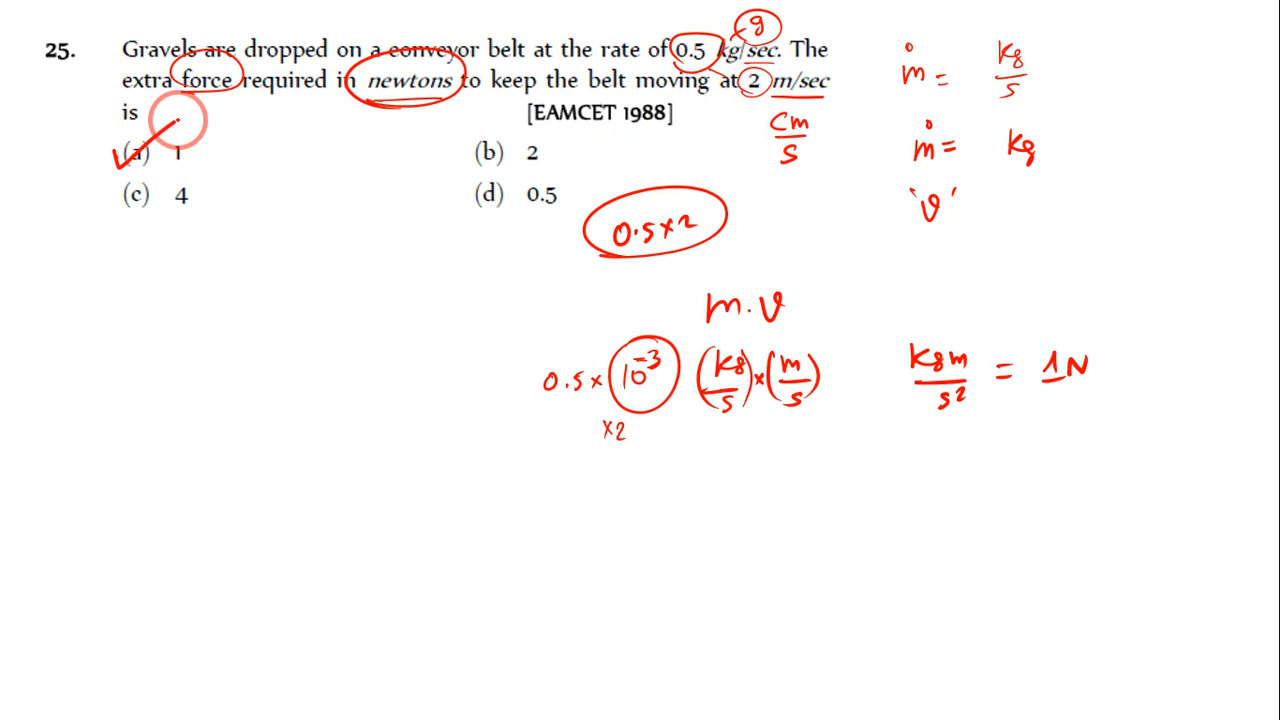 25. Gravels are dropped on a conveyor belt at the rate of 0.5 kg/sec. The
extra force required in newtons to keep the belt moving at 2 m/sec
is [EAMCET 1988]
(a) 1 (b) 2
(c) 4 (d) 0.5
g
cm/s
ṁ = kg/s
ṁ = kg
'v'
0.5×2
m.v
0.5 × 10⁻³ (kg/s) × (m/s)
×2
kgm/s² = 1N